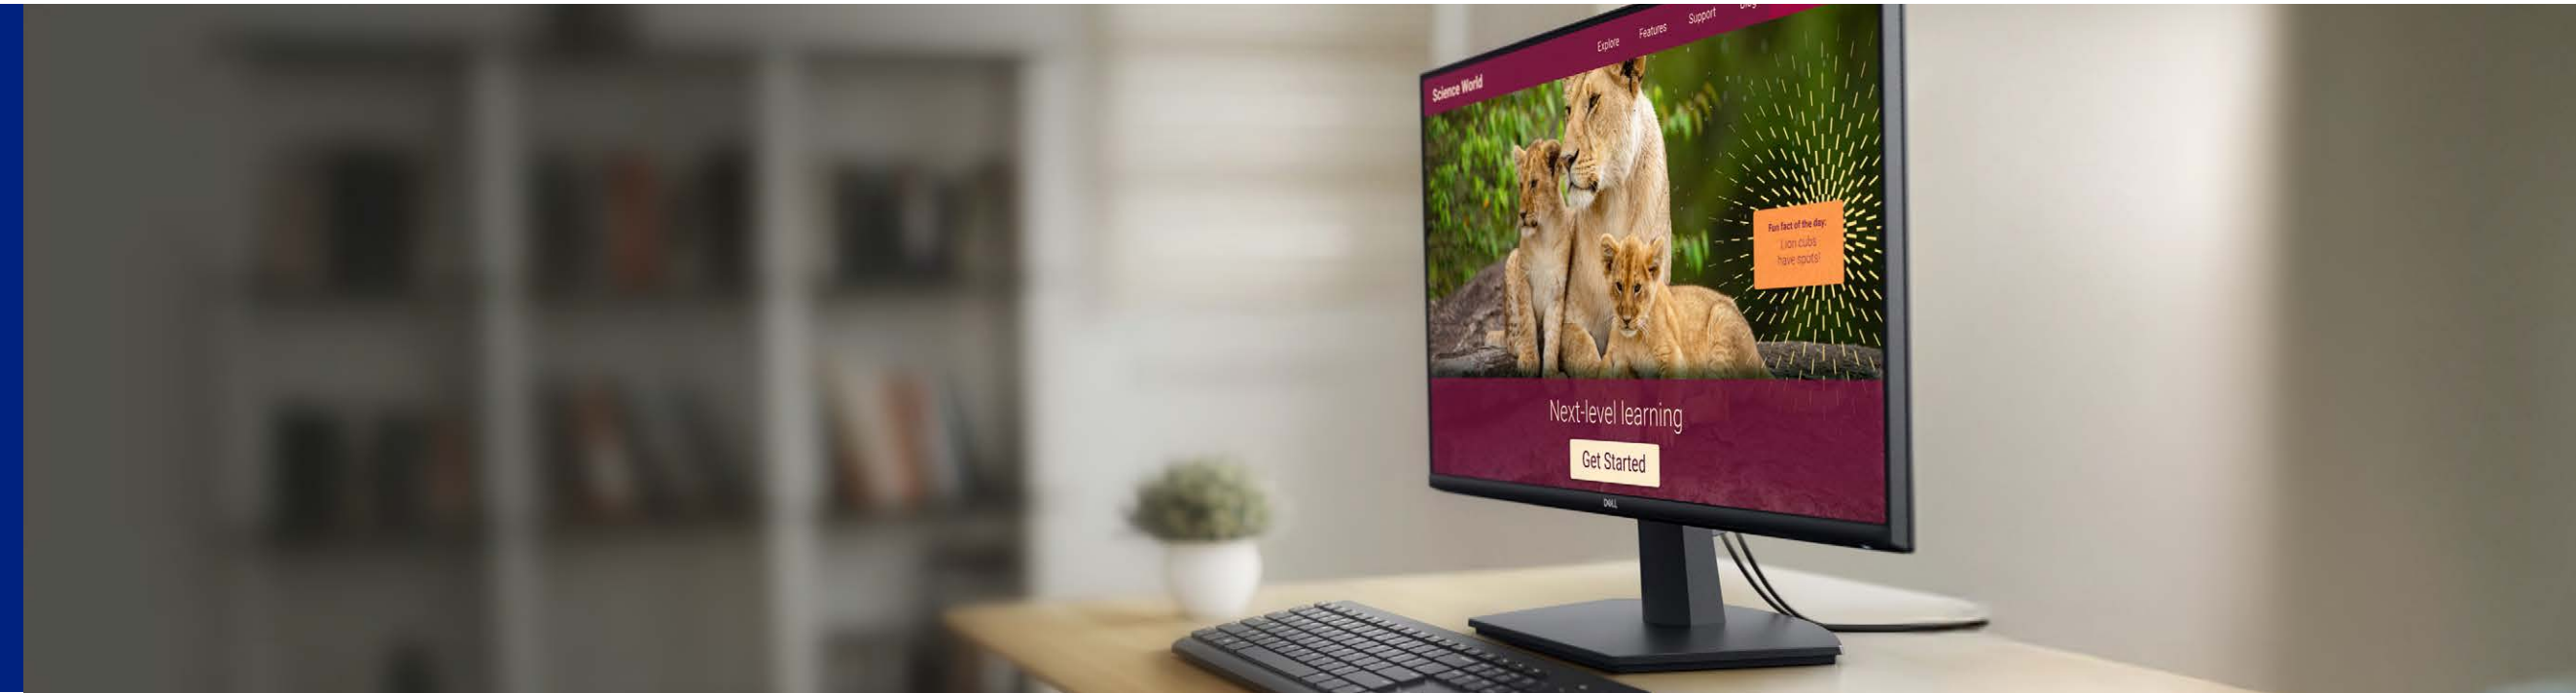 Explore Features Support Blog
Science World
Fun fact of the day:
Lion cubs
have spots!
Next-level learning
Get Started
DELL